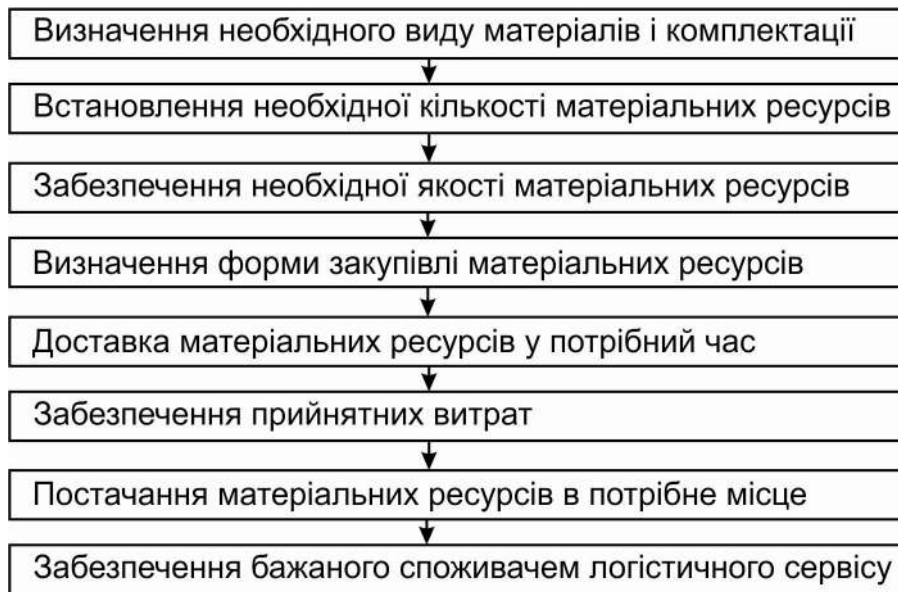 Визначення необхідного виду матеріалів і комплектації
Встановлення необхідної кількості матеріальних ресурсів
Забезпечення необхідної якості матеріальних ресурсів
Визначення форми закупівлі матеріальних ресурсів
Доставка матеріальних ресурсів у потрібний час
Забезпечення прийнятних витрат
Постачання матеріальних ресурсів в потрібне місце
Забезпечення бажаного споживачем логістичного сервісу